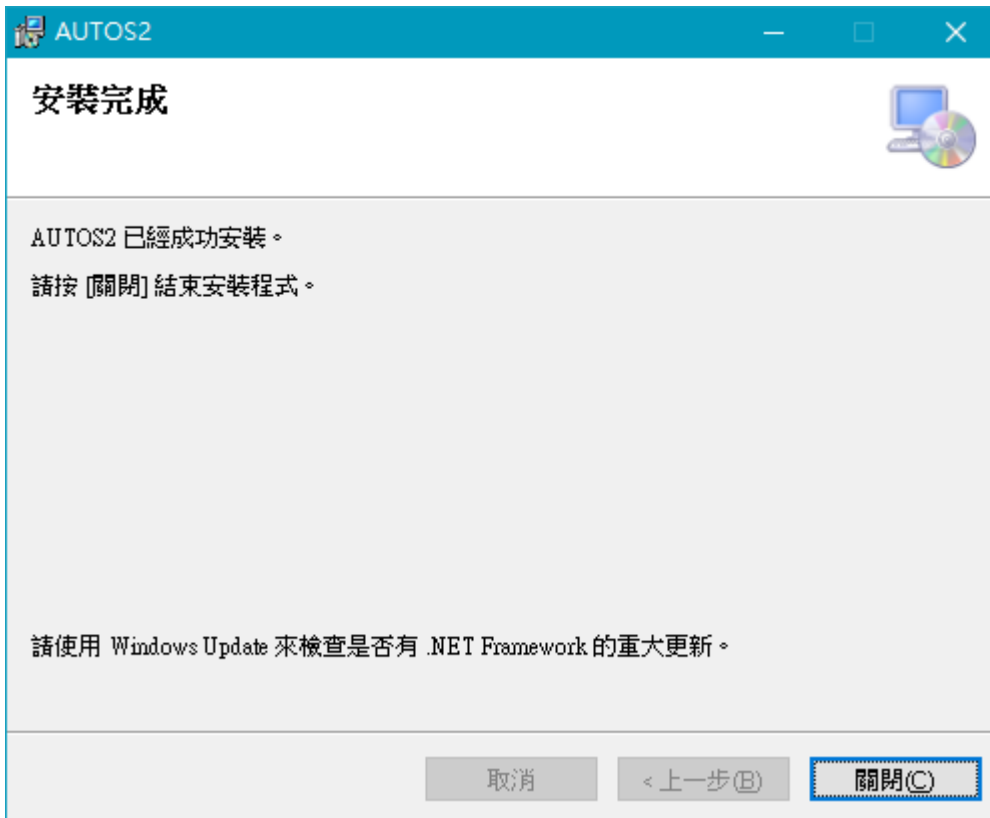 AUTOS2
安裝完成
AUTOS2 已經成功安裝。
請按 [關閉] 結束安裝程式。
請使用 Windows Update 來檢查是否有 .NET Framework 的重大更新。
取消
< 上一步(B)
關閉(C)